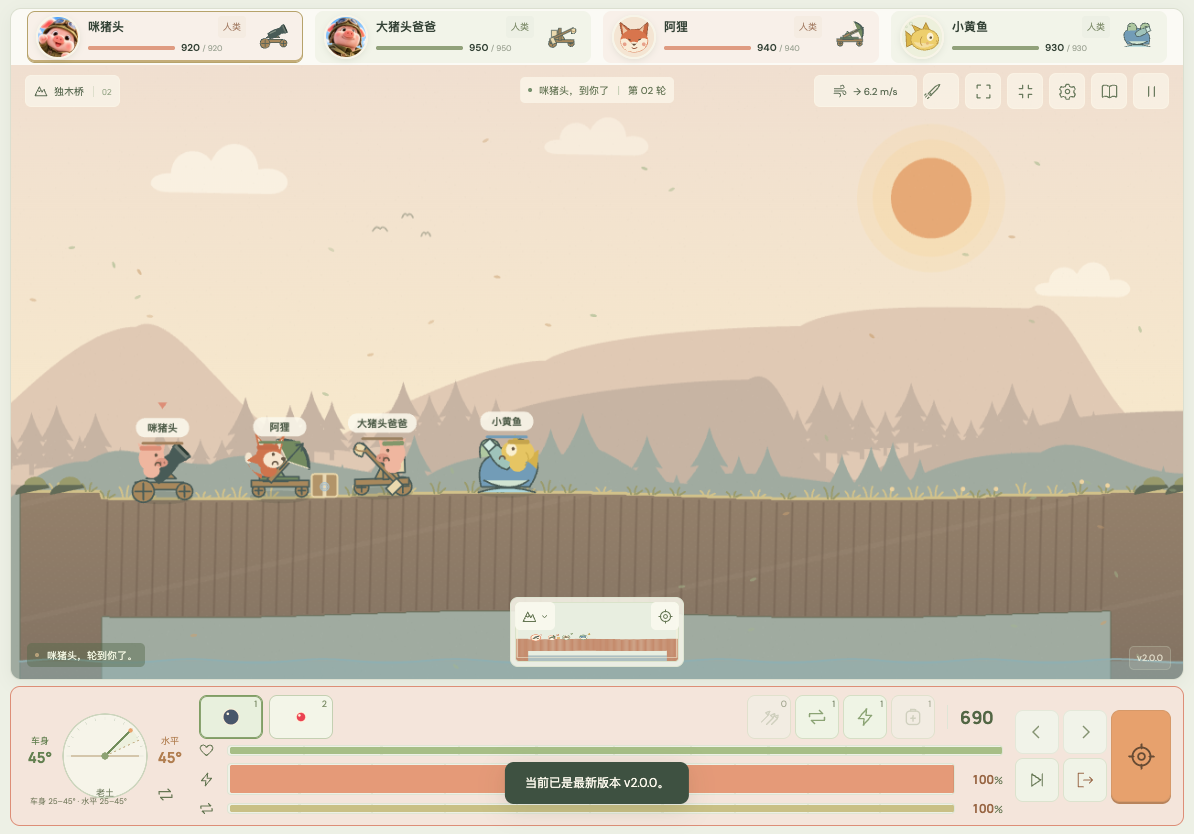 咪猪头 人类
920 / 920
大猪头爸爸 人类
950 / 950
阿狸 人类
940 / 940
小黄鱼 人类
930 / 930
独木桥 02
咪猪头，到你了 第 02 轮
→ 6.2 m/s
咪猪头
阿狸
大猪头爸爸
小黄鱼
咪猪头，轮到你了。
v2.0.0
车身
45°
水平
45°
老土
车身 25–45° · 水平 25–45°
1
2
0
1
1
1
690
100%
100%
当前已是最新版本 v2.0.0。